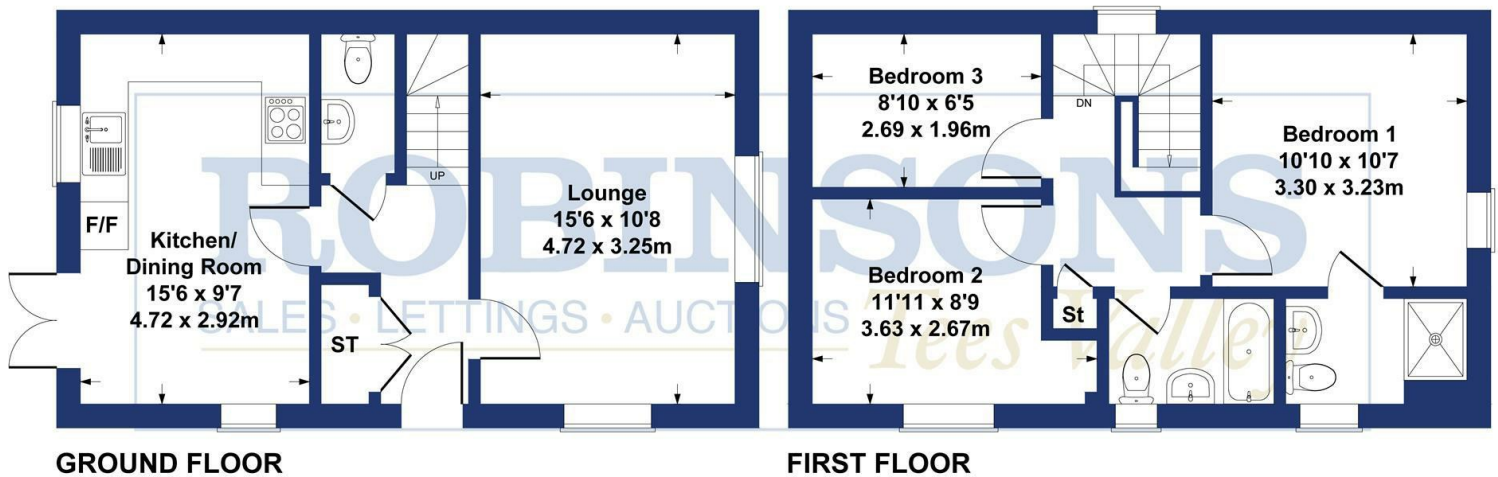 F/F
Kitchen/
Dining Room
15'6 x 9'7
4.72 x 2.92m
ST
UP
Lounge
15'6 x 10'8
4.72 x 3.25m
GROUND FLOOR
Bedroom 3
8'10 x 6'5
2.69 x 1.96m
DN
Bedroom 1
10'10 x 10'7
3.30 x 3.23m
Bedroom 2
11'11 x 8'9
3.63 x 2.67m
St
FIRST FLOOR
ROBINSONS
SALES • LETTINGS • AUCTIONS
Tees Valley